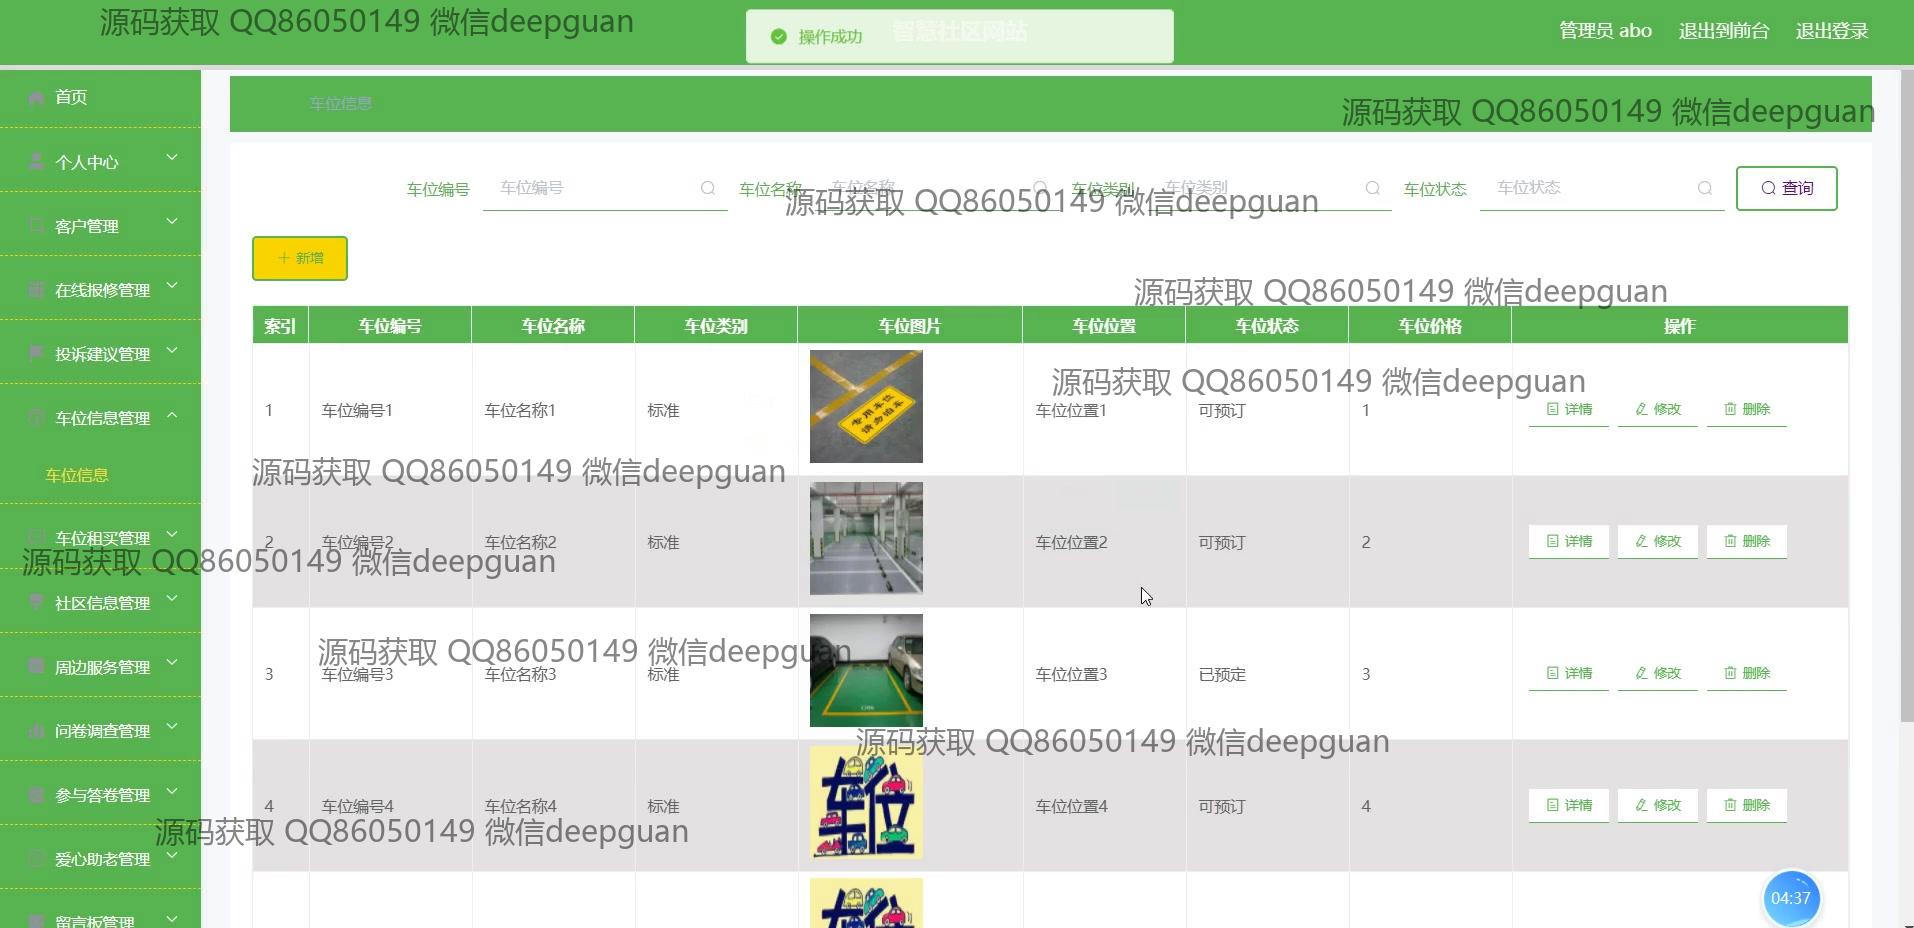 源码获取 QQ86050149 微信deepguan
操作成功
智慧社区网站
管理员 abo 退出到前台 退出登录
首页
个人中心
客户管理
在线报修管理
投诉建议管理
车位信息管理
车位信息
车位租买管理
社区信息管理
周边服务管理
问卷调查管理
参与答卷管理
爱心助老管理
留言板管理
车位信息
源码获取 QQ86050149 微信deepguan
车位编号 车位编号 车位名称 车位名称 车位类别 车位类别 车位状态 车位状态 查询
源码获取 QQ86050149 微信deepguan
新增
源码获取 QQ86050149 微信deepguan
索引 车位编号 车位名称 车位类别 车位图片 车位位置 车位状态 车位价格 操作
源码获取 QQ86050149 微信deepguan
专用车位
请勿泊车
1 车位编号1 车位名称1 标准 车位位置1 可预订 1 详情 修改 删除
源码获取 QQ86050149 微信deepguan
2 车位编号2 车位名称2 标准 车位位置2 可预订 2 详情 修改 删除
源码获取 QQ86050149 微信deepguan
源码获取 QQ86050149 微信deepguan
3 车位编号3 车位名称3 标准 车位位置3 已预定 3 详情 修改 删除
源码获取 QQ86050149 微信deepguan
车位
4 车位编号4 车位名称4 标准 车位位置4 可预订 4 详情 修改 删除
源码获取 QQ86050149 微信deepguan
04:37